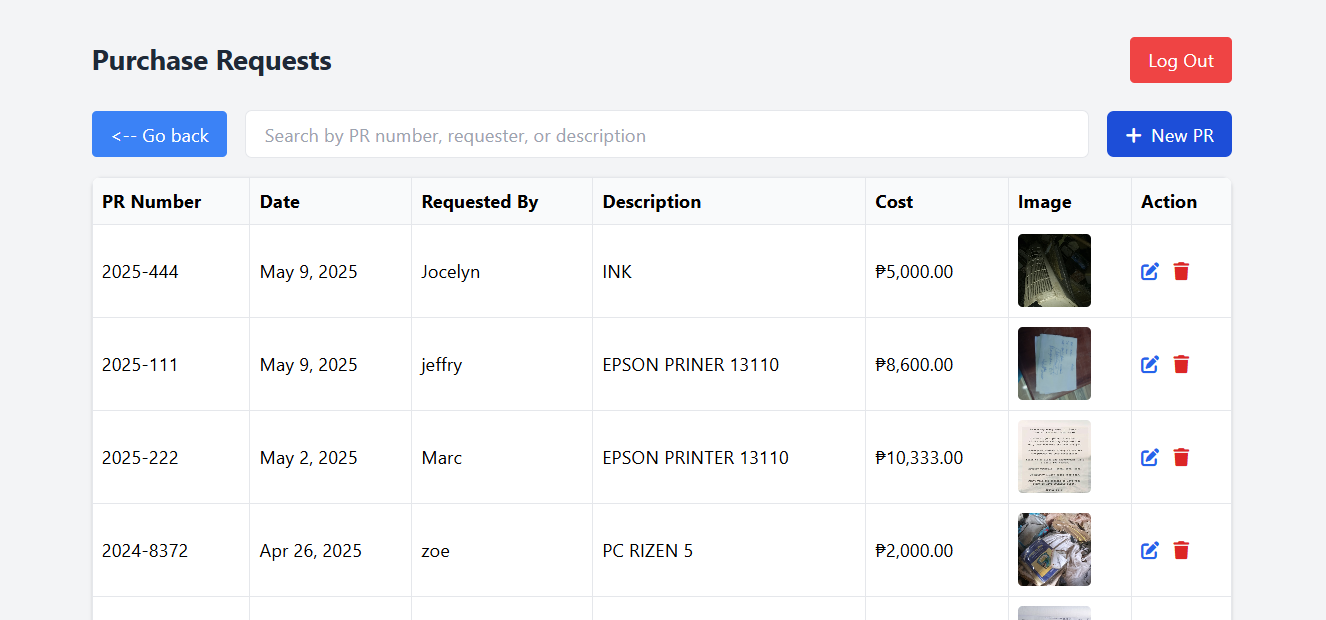 Purchase Requests
Log Out
<-- Go back
Search by PR number, requester, or description
+ New PR
PR Number Date Requested By Description Cost Image Action
2025-444 May 9, 2025 Jocelyn INK ₱5,000.00
2025-111 May 9, 2025 jeffry EPSON PRINER 13110 ₱8,600.00
2025-222 May 2, 2025 Marc EPSON PRINTER 13110 ₱10,333.00
2024-8372 Apr 26, 2025 zoe PC RIZEN 5 ₱2,000.00